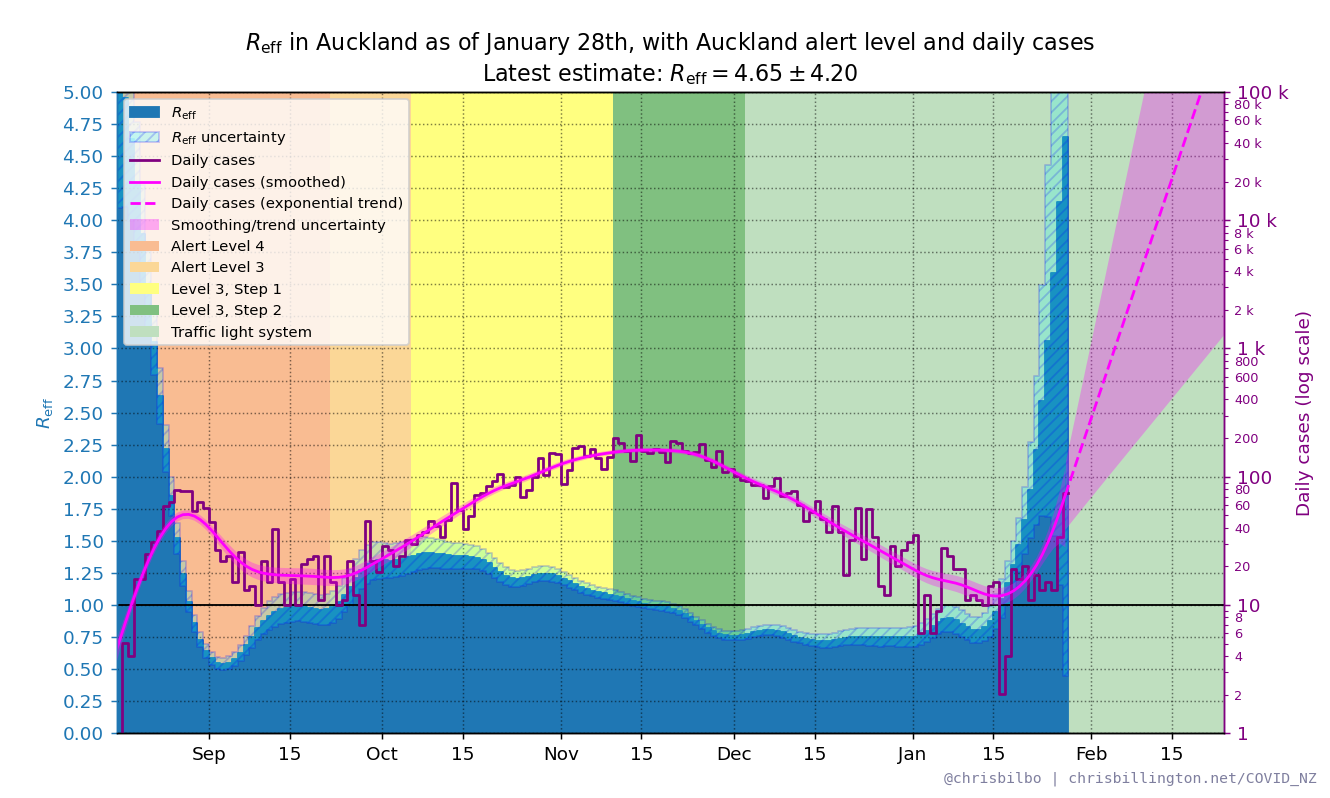 R_eff in Auckland as of January 28th, with Auckland alert level and daily cases
Latest estimate: R_eff = 4.65 ± 4.20
R_eff
R_eff uncertainty
Daily cases
Daily cases (smoothed)
Daily cases (exponential trend)
Smoothing/trend uncertainty
Alert Level 4
Alert Level 3
Level 3, Step 1
Level 3, Step 2
Traffic light system
R_eff
5.00
4.75
4.50
4.25
4.00
3.75
3.50
3.25
3.00
2.75
2.50
2.25
2.00
1.75
1.50
1.25
1.00
0.75
0.50
0.25
0.00
100 k
80 k
60 k
40 k
20 k
10 k
8 k
6 k
4 k
2 k
1 k
800
600
400
200
100
80
60
40
20
10
8
6
4
2
1
Daily cases (log scale)
Sep 15 Oct 15 Nov 15 Dec 15 Jan 15 Feb 15
@chrisbilbo | chrisbillington.net/COVID_NZ